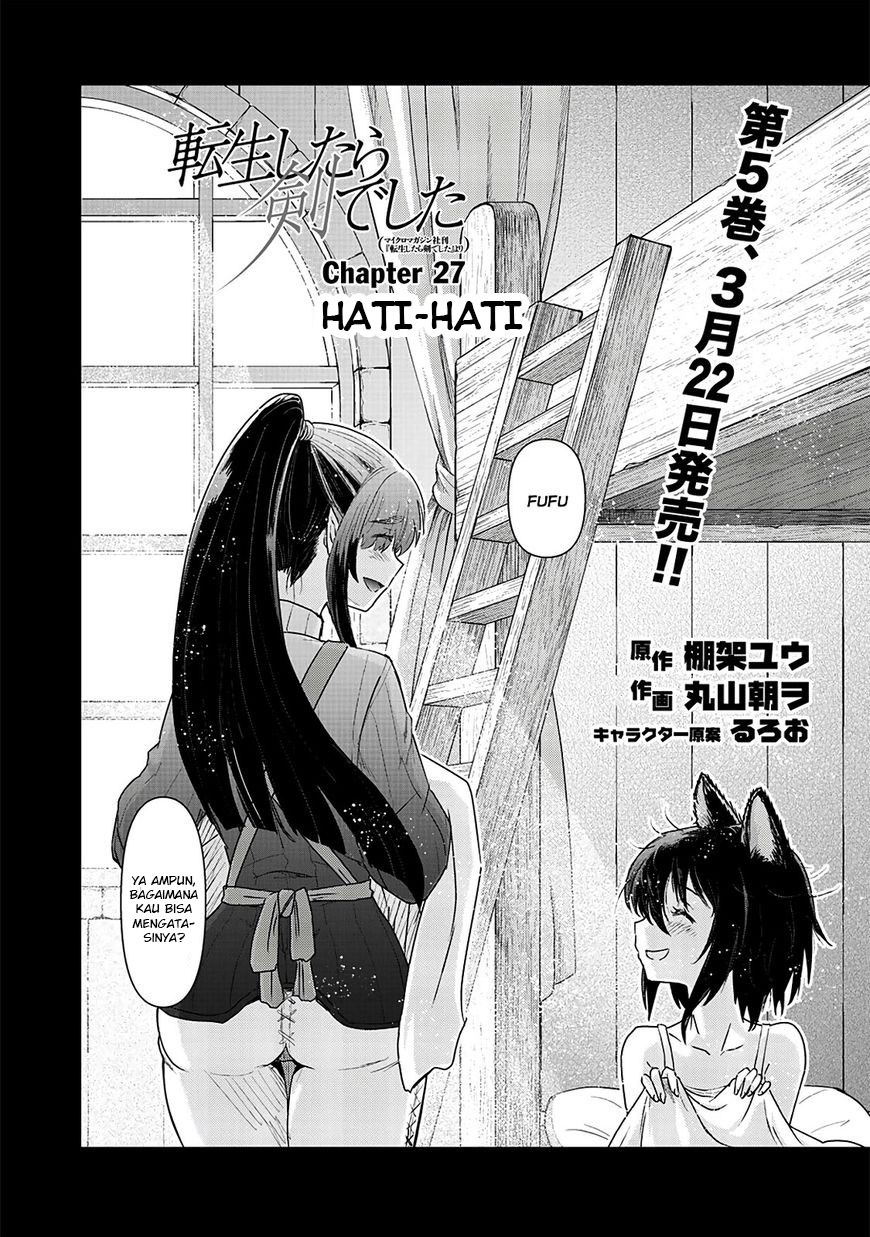 転生したら
剣でした
(マイクロマガジン社刊
『転生したら剣でした』より)
Chapter 27
HATI-HATI
第5巻、3月22日発売!!
FUFU
原作 棚架ユウ
作画 丸山朝ヲ
キャラクター原案 るろお
YA AMPUN,
BAGAIMANA
KAU BISA
MENGATA-
SINYA?